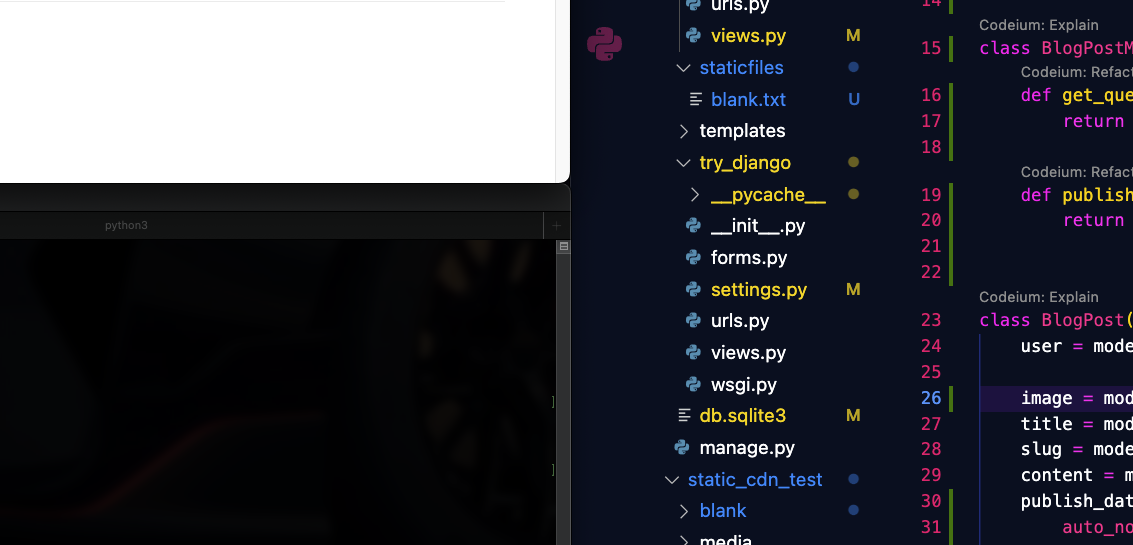 python3
urls.py
views.py M
staticfiles
blank.txt U
templates
try_django
__pycache__
__init__.py
forms.py
settings.py M
urls.py
views.py
wsgi.py
db.sqlite3 M
manage.py
static_cdn_test
blank
media
14
Codeium: Explain
15 class BlogPostM
Codeium: Refact
16 def get_que
17 return
18
Codeium: Refact
19 def publish
20 return
21
22
Codeium: Explain
23 class BlogPost(
24 user = mode
25
26 image = mod
27 title = mod
28 slug = mode
29 content = m
30 publish_dat
31 auto_no